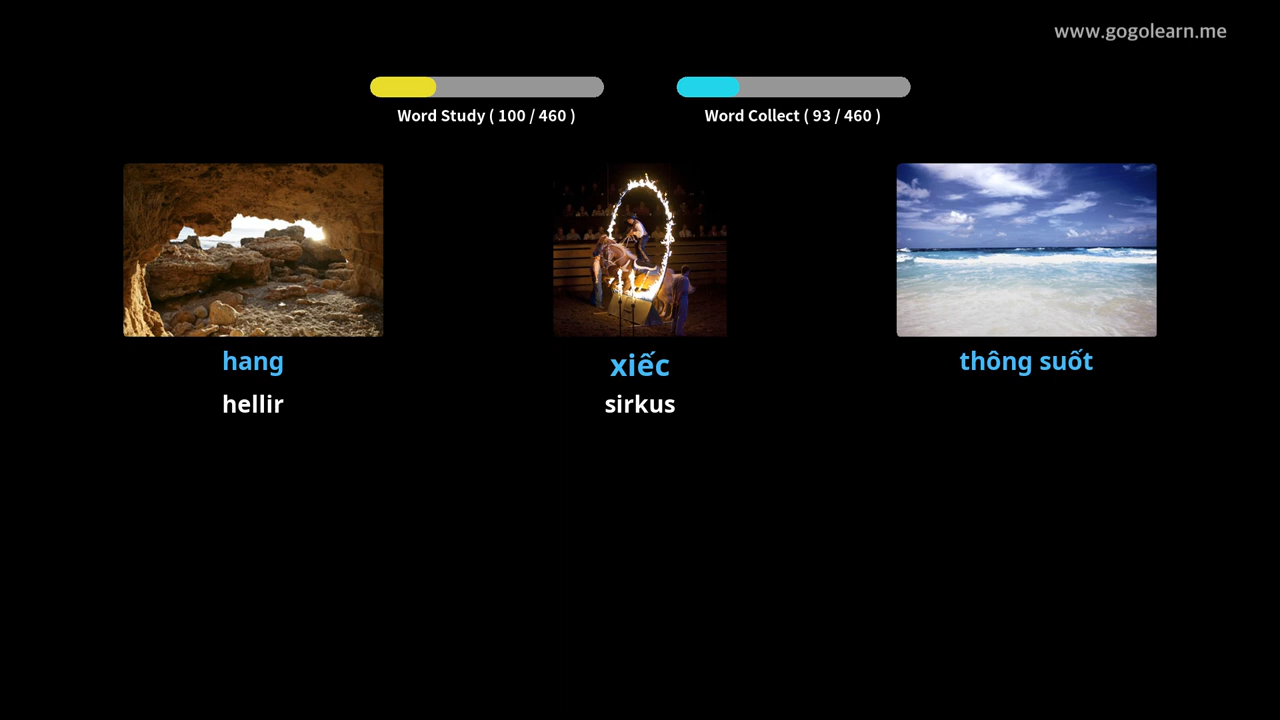 www.gogolearn.me
Word Study ( 100 / 460 )
Word Collect ( 93 / 460 )
hang
xiếc
thông suốt
hellir
sirkus